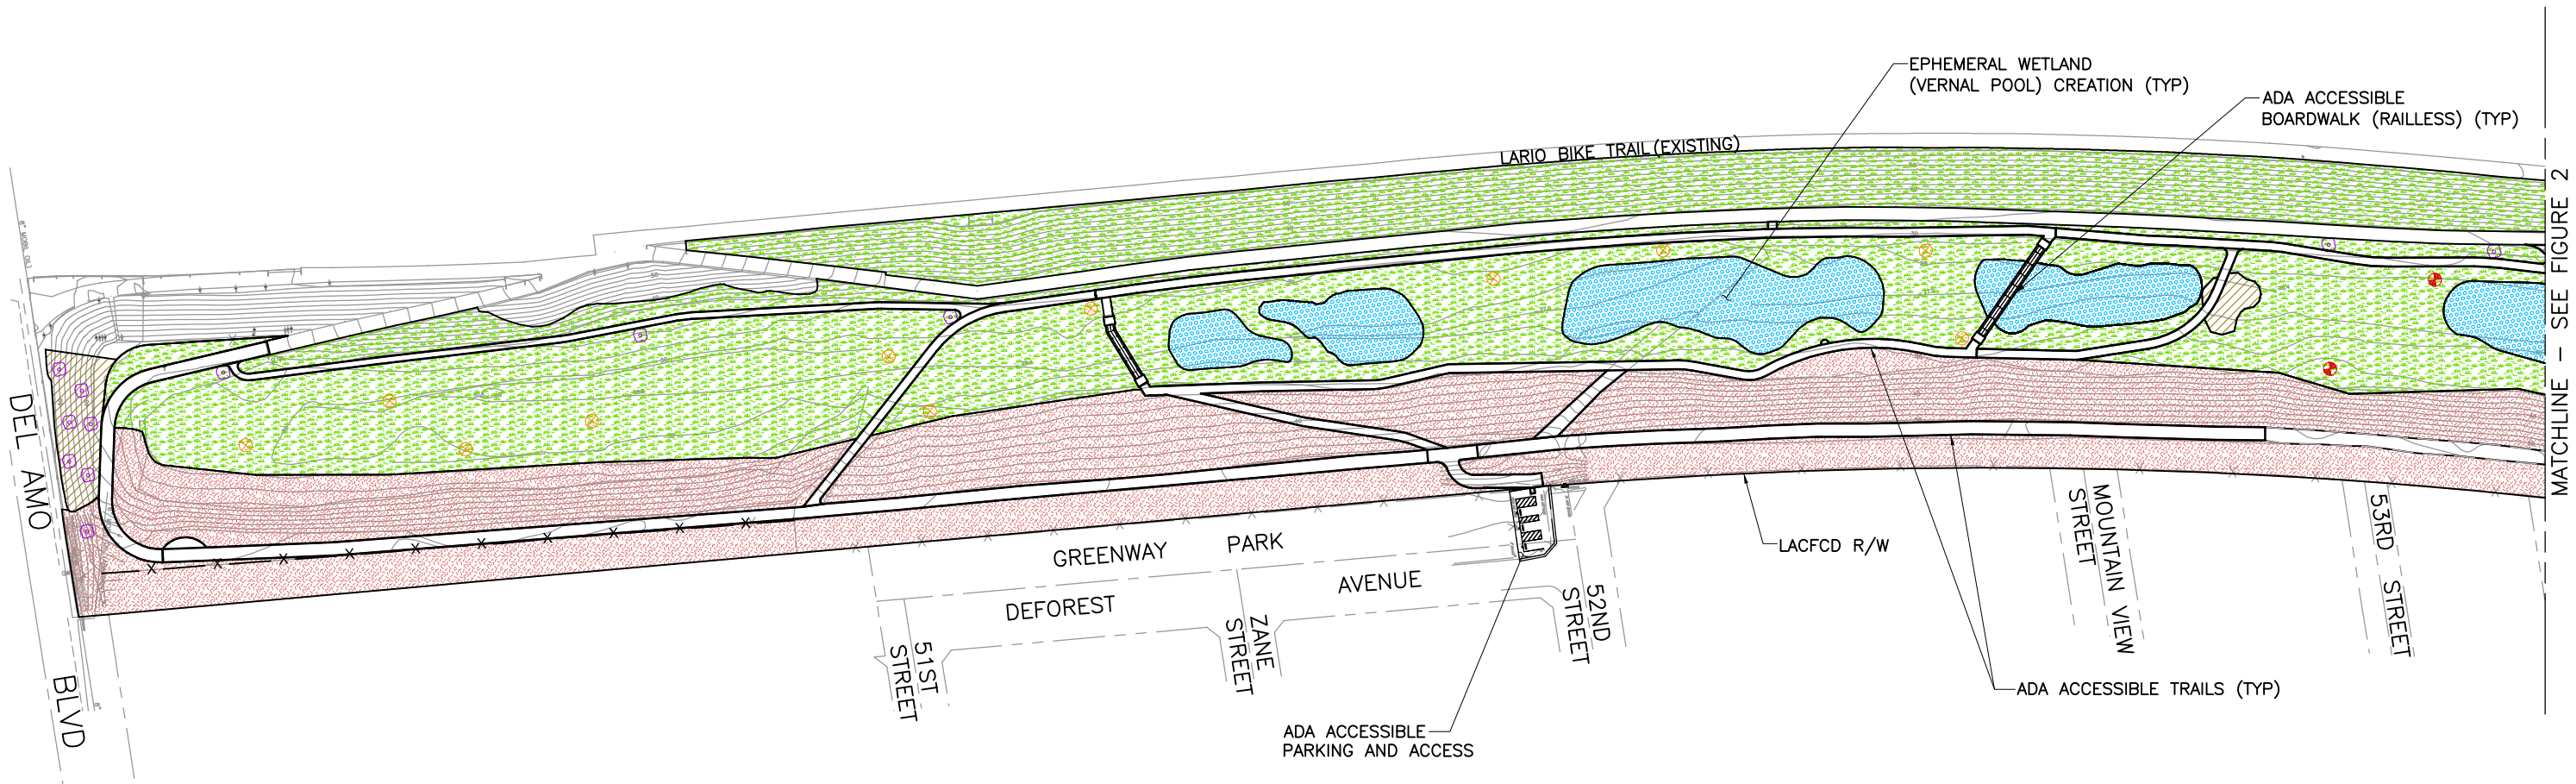 EPHEMERAL WETLAND
(VERNAL POOL) CREATION (TYP)
ADA ACCESSIBLE
BOARDWALK (RAILLESS) (TYP)
LARIO BIKE TRAIL (EXISTING)
MATCHLINE - SEE FIGURE 2
DEL AMO
BLVD
GREENWAY PARK
DEFOREST AVENUE
51ST
STREET
ZANE
STREET
52ND
STREET
LACFCD R/W
MOUNTAIN VIEW
STREET
53RD STREET
ADA ACCESSIBLE TRAILS (TYP)
ADA ACCESSIBLE
PARKING AND ACCESS